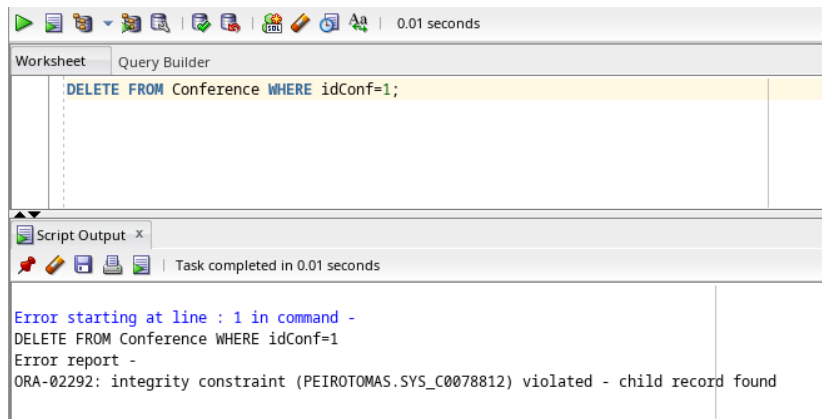 SQL Aa 0.01 seconds
Worksheet Query Builder
DELETE FROM Conference WHERE idConf=1;
Script Output x
Task completed in 0.01 seconds
Error starting at line : 1 in command -
DELETE FROM Conference WHERE idConf=1
Error report -
ORA-02292: integrity constraint (PEIROTOMAS.SYS_C0078812) violated - child record found